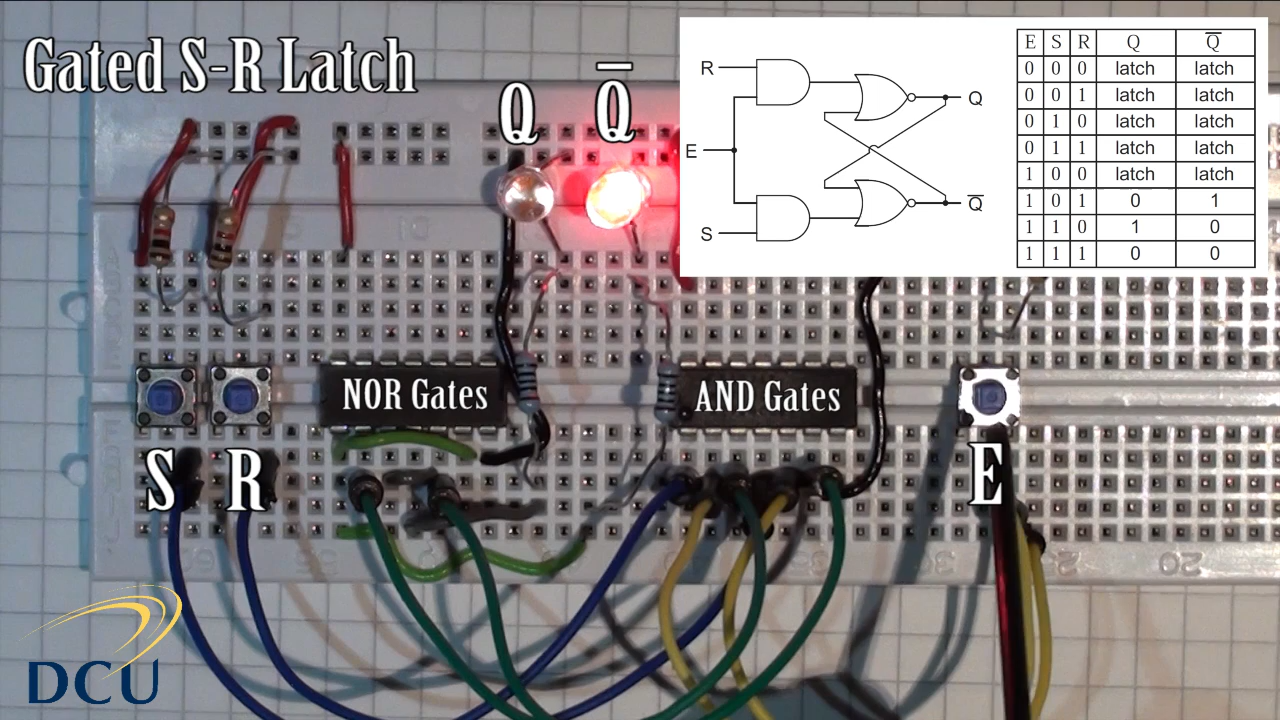 Gated S-R Latch
Q Q̅
R
E
S
Q
Q̅
E S R Q Q̅
0 0 0 latch latch
0 0 1 latch latch
0 1 0 latch latch
0 1 1 latch latch
1 0 0 latch latch
1 0 1 0 1
1 1 0 1 0
1 1 1 0 0
NOR Gates
AND Gates
S R
E
20
DCU